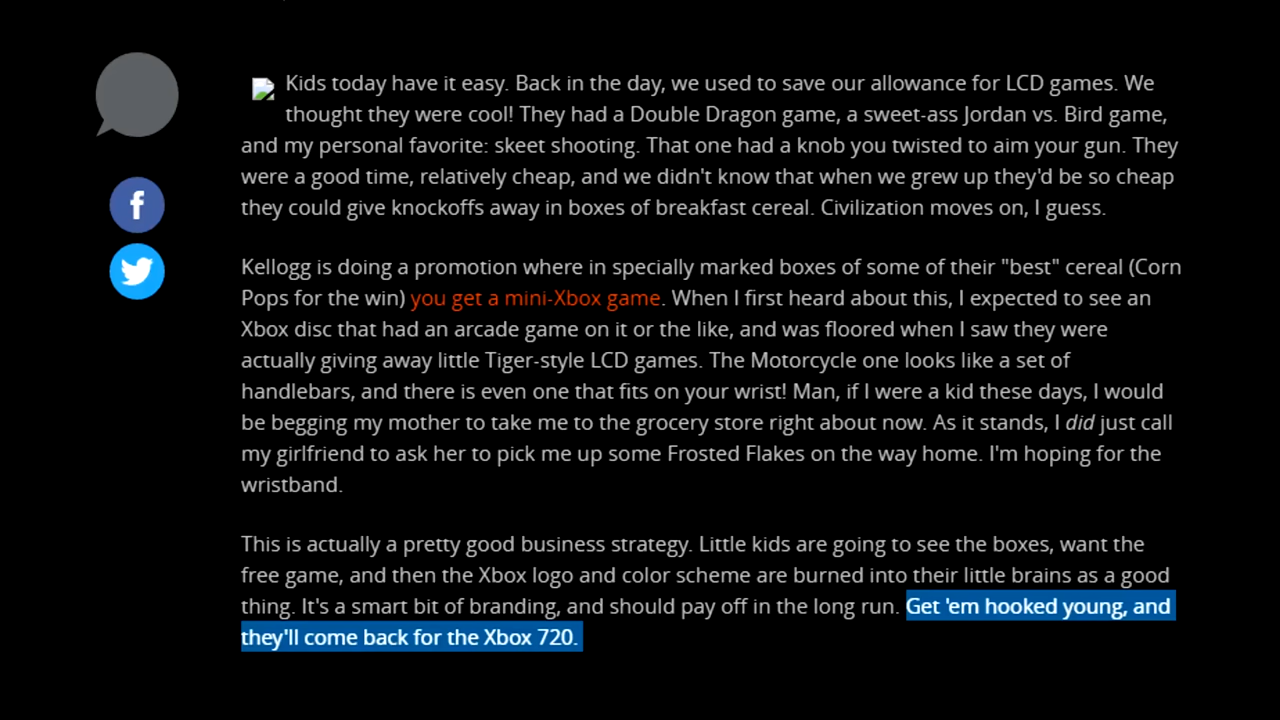 Kids today have it easy. Back in the day, we used to save our allowance for LCD games. We
thought they were cool! They had a Double Dragon game, a sweet-ass Jordan vs. Bird game,
and my personal favorite: skeet shooting. That one had a knob you twisted to aim your gun. They
were a good time, relatively cheap, and we didn't know that when we grew up they'd be so cheap
they could give knockoffs away in boxes of breakfast cereal. Civilization moves on, I guess.
Kellogg is doing a promotion where in specially marked boxes of some of their "best" cereal (Corn
Pops for the win) you get a mini-Xbox game. When I first heard about this, I expected to see an
Xbox disc that had an arcade game on it or the like, and was floored when I saw they were
actually giving away little Tiger-style LCD games. The Motorcycle one looks like a set of
handlebars, and there is even one that fits on your wrist! Man, if I were a kid these days, I would
be begging my mother to take me to the grocery store right about now. As it stands, I did just call
my girlfriend to ask her to pick me up some Frosted Flakes on the way home. I'm hoping for the
wristband.
This is actually a pretty good business strategy. Little kids are going to see the boxes, want the
free game, and then the Xbox logo and color scheme are burned into their little brains as a good
thing. It's a smart bit of branding, and should pay off in the long run. Get 'em hooked young, and
they'll come back for the Xbox 720.